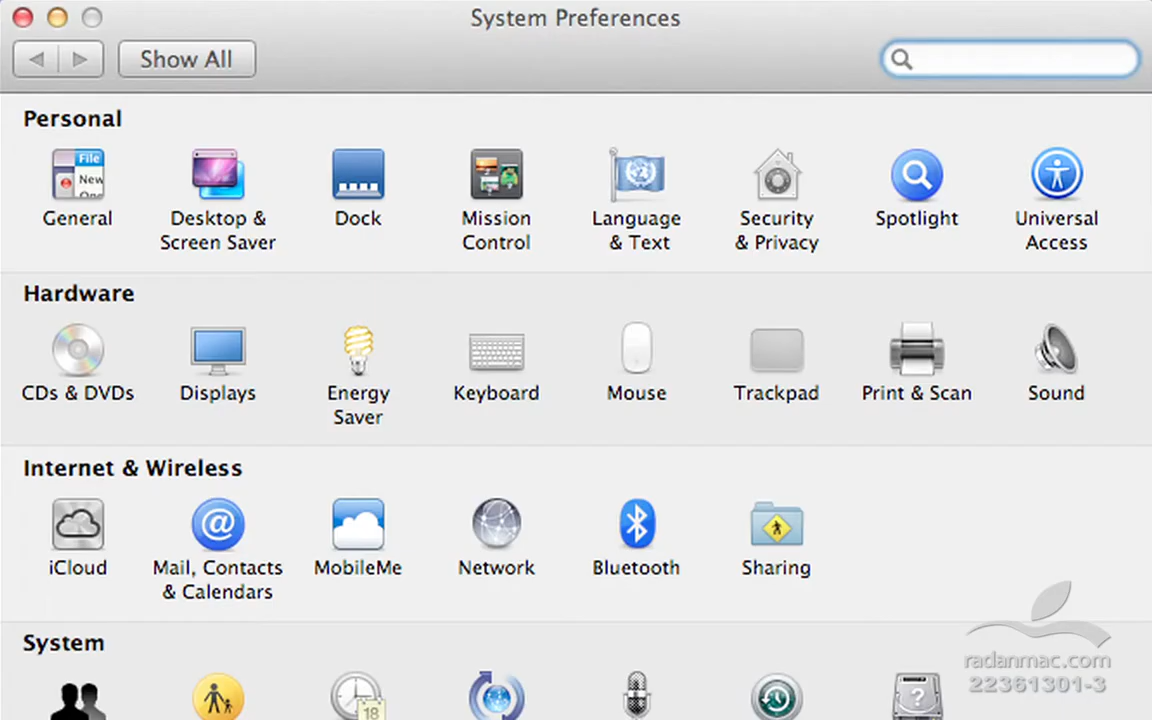 System Preferences
Show All
Personal
File
New
General
Desktop &
Screen Saver
Dock
Mission
Control
Language
& Text
Security
& Privacy
Spotlight
Universal
Access
Hardware
CDs & DVDs
Displays
Energy
Saver
Keyboard
Mouse
Trackpad
Print & Scan
Sound
Internet & Wireless
iCloud
@
Mail, Contacts
& Calendars
MobileMe
Network
Bluetooth
Sharing
System
18
?
radanmac.com
22361301-3